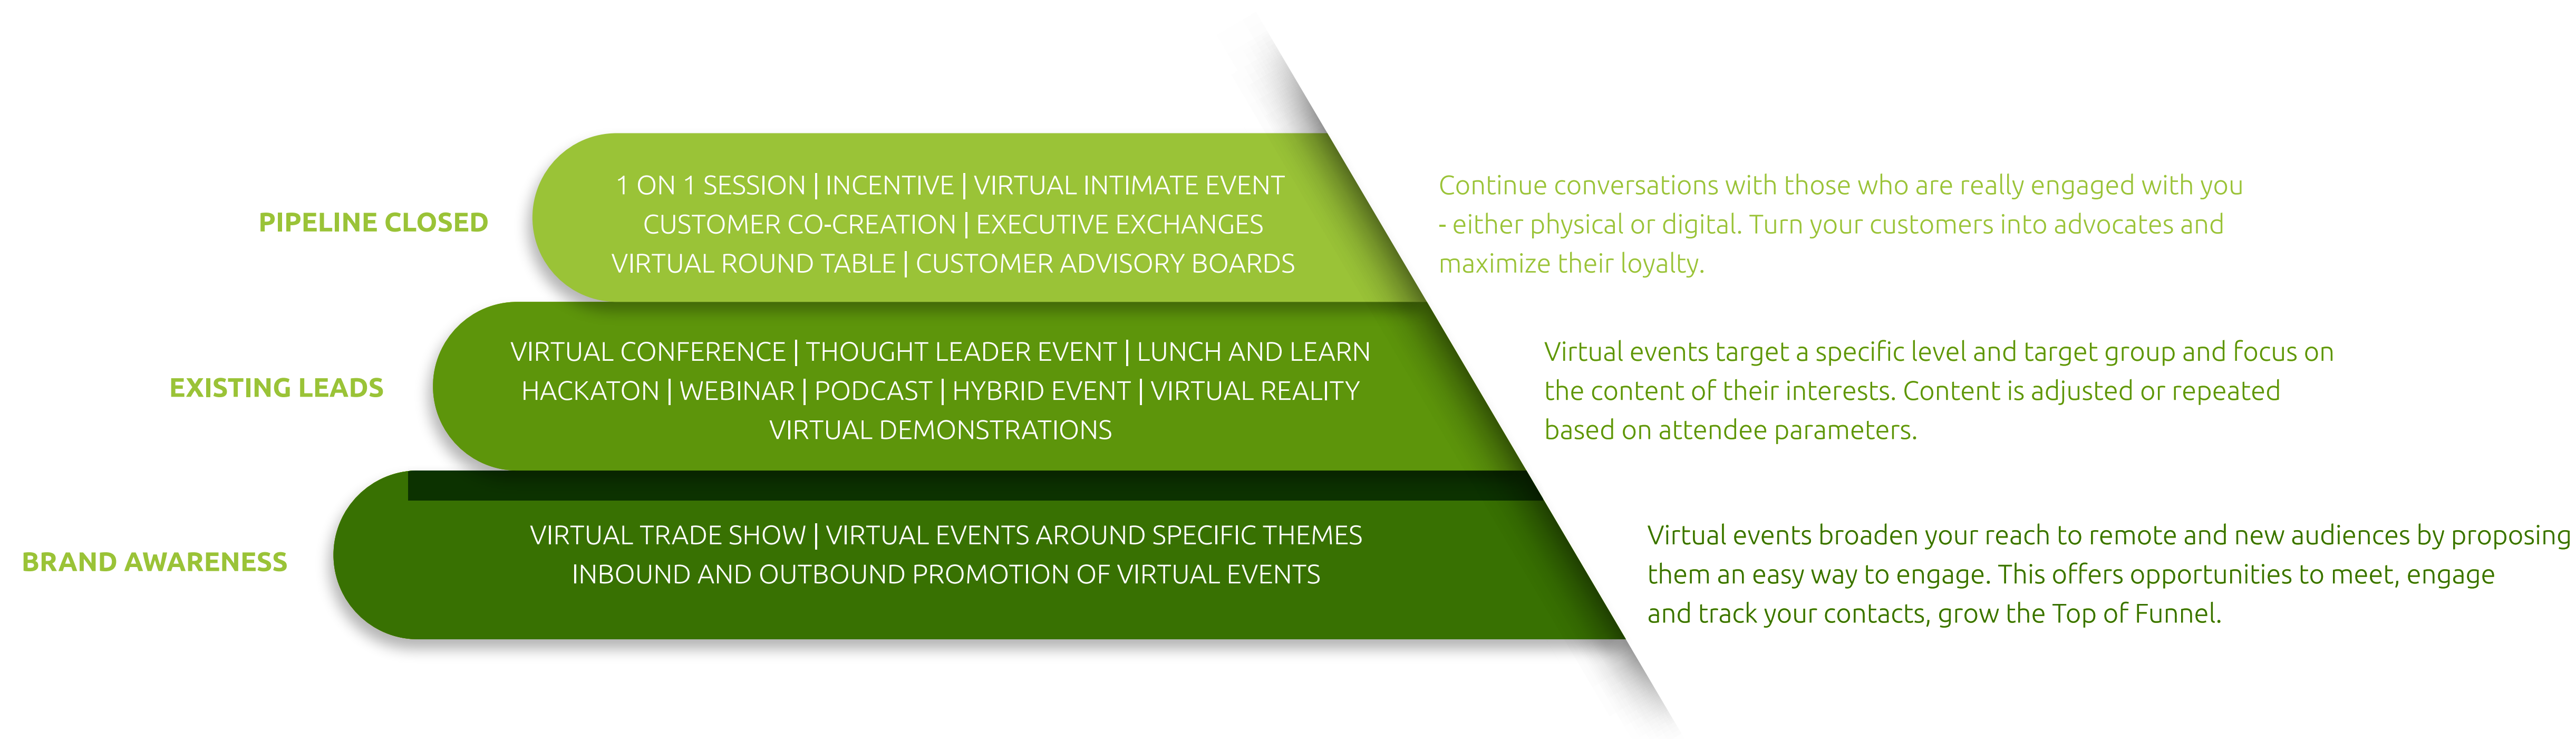 PIPELINE CLOSED
1 ON 1 SESSION | INCENTIVE | VIRTUAL INTIMATE EVENT
CUSTOMER CO-CREATION | EXECUTIVE EXCHANGES
VIRTUAL ROUND TABLE | CUSTOMER ADVISORY BOARDS
Continue conversations with those who are really engaged with you
- either physical or digital. Turn your customers into advocates and
maximize their loyalty.
EXISTING LEADS
VIRTUAL CONFERENCE | THOUGHT LEADER EVENT | LUNCH AND LEARN
HACKATON | WEBINAR | PODCAST | HYBRID EVENT | VIRTUAL REALITY
VIRTUAL DEMONSTRATIONS
Virtual events target a specific level and target group and focus on
the content of their interests. Content is adjusted or repeated
based on attendee parameters.
BRAND AWARENESS
VIRTUAL TRADE SHOW | VIRTUAL EVENTS AROUND SPECIFIC THEMES
INBOUND AND OUTBOUND PROMOTION OF VIRTUAL EVENTS
Virtual events broaden your reach to remote and new audiences by proposing
them an easy way to engage. This offers opportunities to meet, engage
and track your contacts, grow the Top of Funnel.